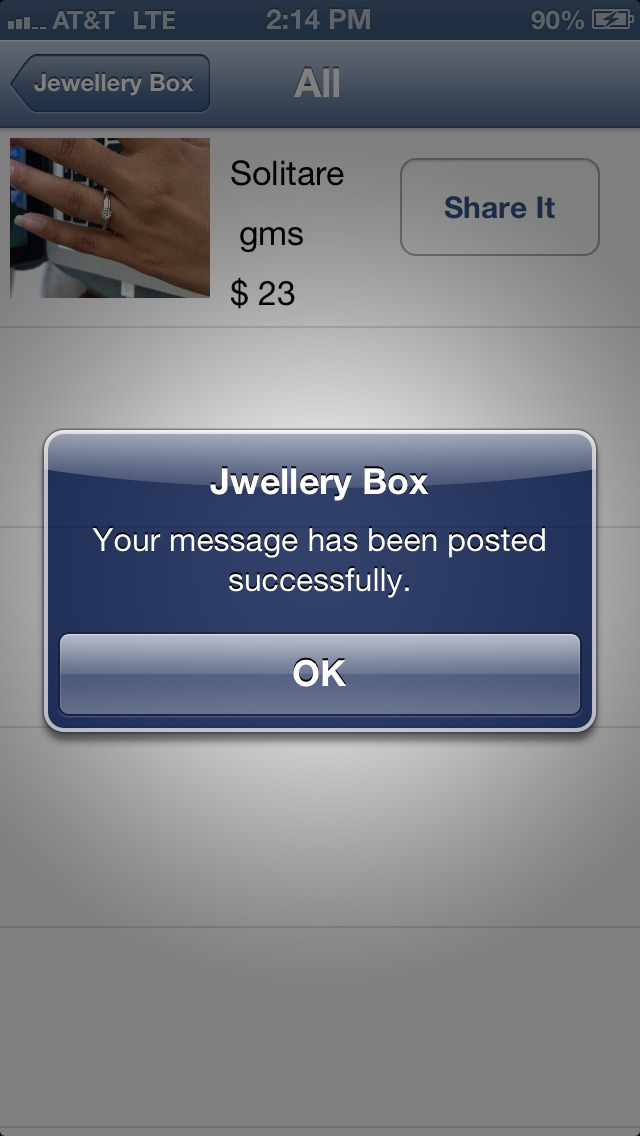 AT&T LTE 2:14 PM 90%
Jewellery Box All
Solitare
gms
$ 23
Share It
Jwellery Box
Your message has been posted
successfully.
OK